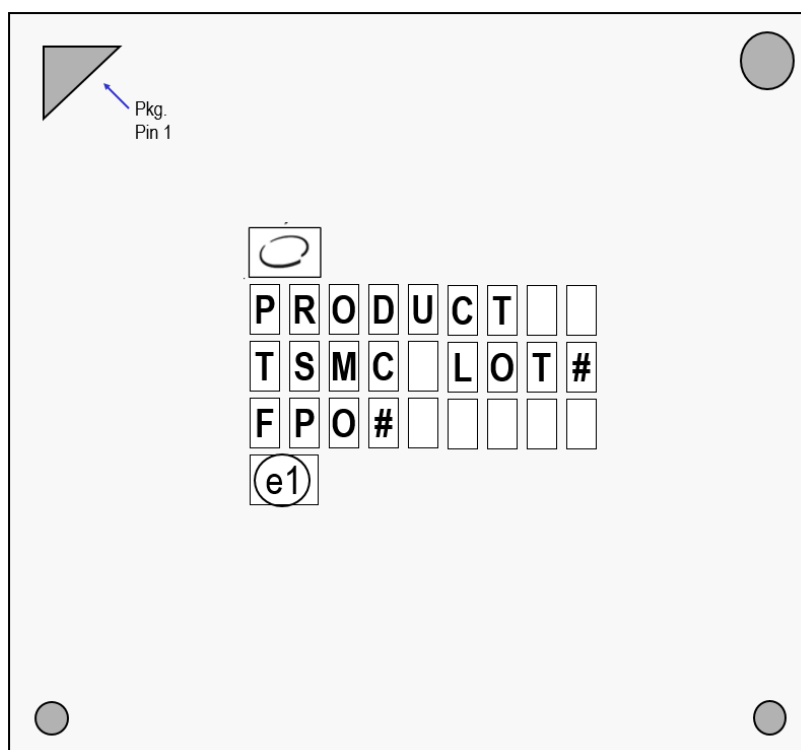 Pkg.
Pin 1
PRODUCT
TSMC LOT#
FPO#
e1